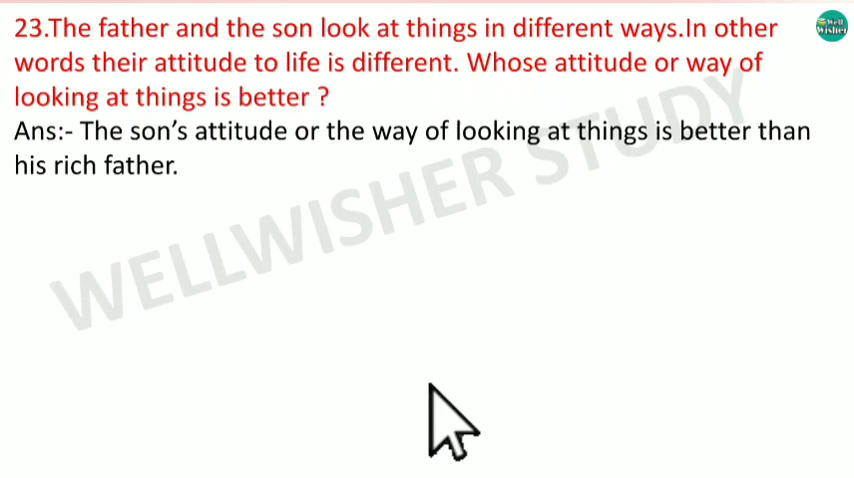 23.The father and the son look at things in different ways.In other
words their attitude to life is different. Whose attitude or way of
looking at things is better ?
Ans:- The son's attitude or the way of looking at things is better than
his rich father.
WELLWISHER STUDY
Well
Wisher